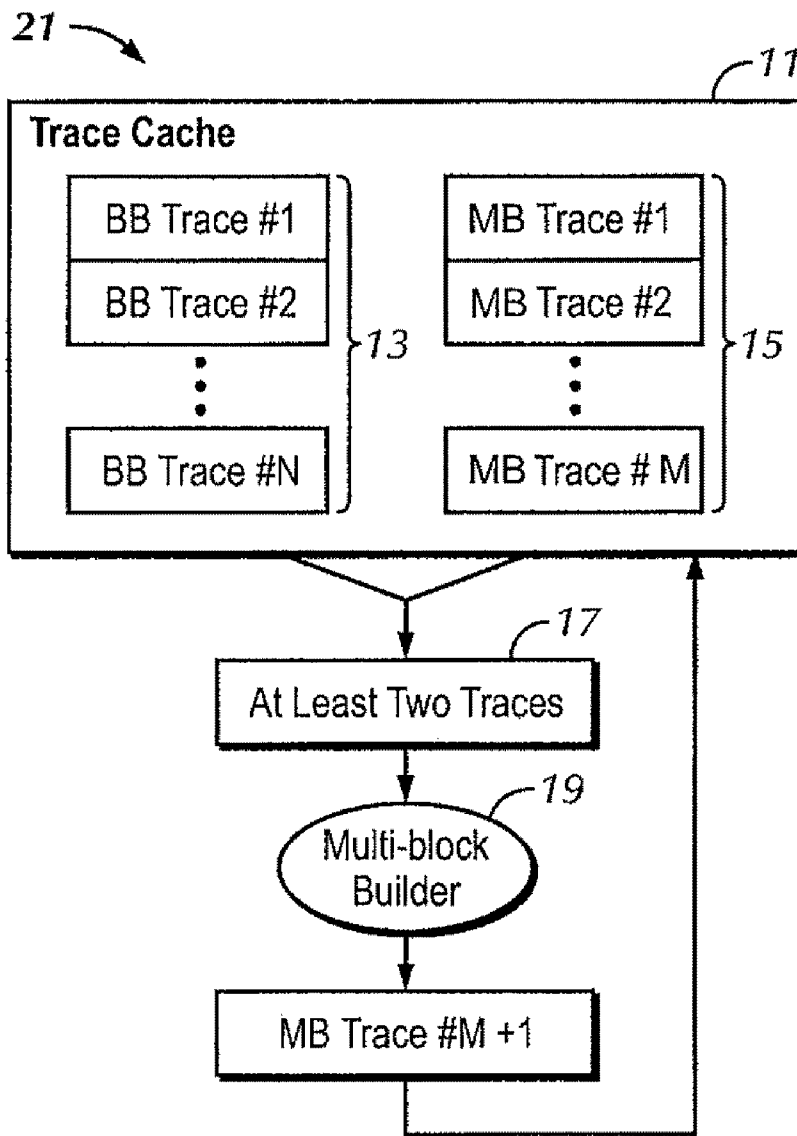 21
11
Trace Cache
BB Trace #1
BB Trace #2
BB Trace #N
13
MB Trace #1
MB Trace #2
MB Trace # M
15
17
At Least Two Traces
19
Multi-block
Builder
MB Trace #M +1